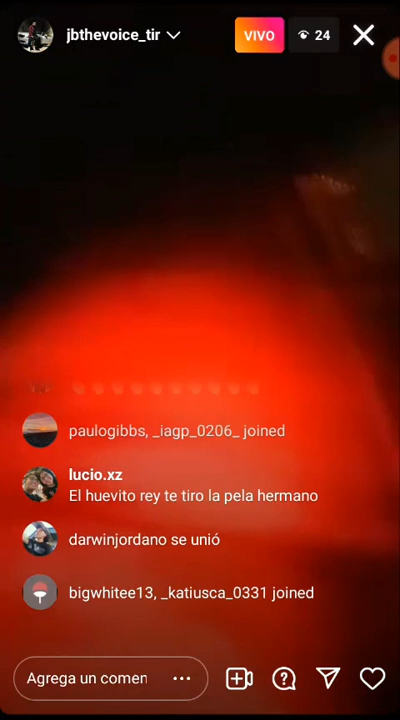 jbthevoice_tir
VIVO
24
paulogibbs, _iagp_0206_ joined
lucio.xz
El huevito rey te tiro la pela hermano
darwinjordano se unió
bigwhitee13, _katiusca_0331 joined
Agrega un comen